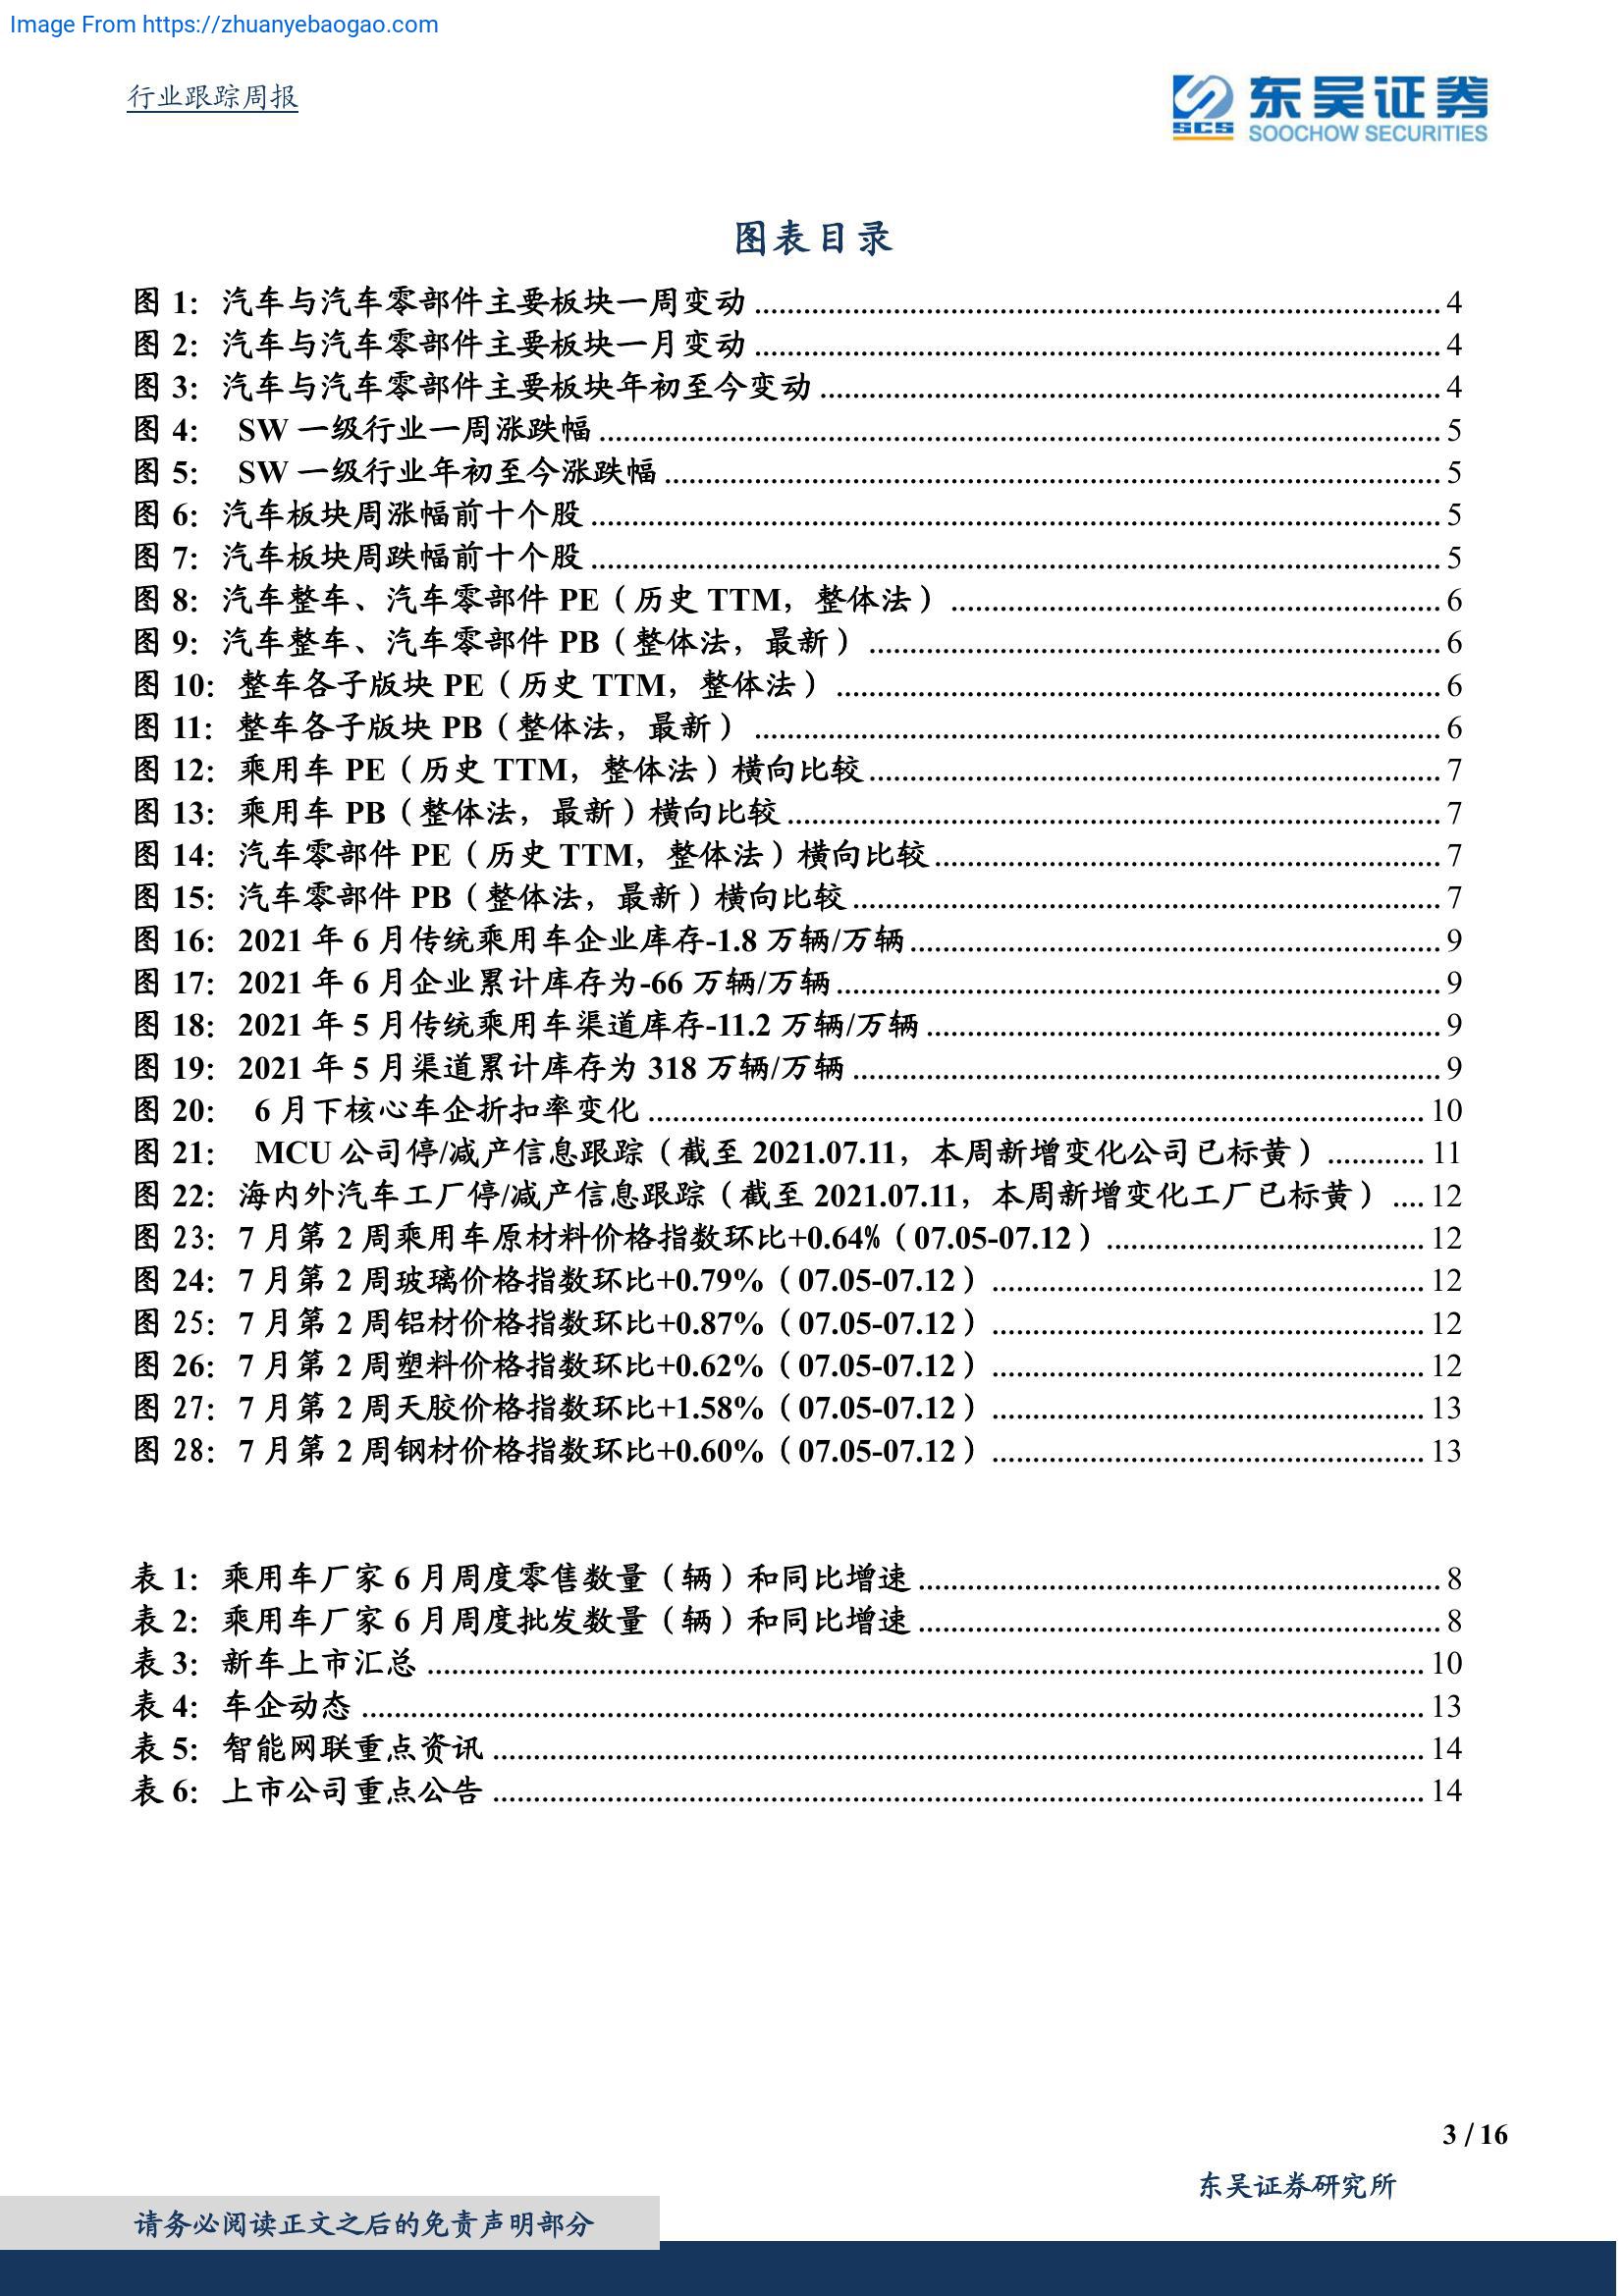 Image From https://zhuanyebaogao.com
行业跟踪周报
SCS 东吴证券
SOOCHOW SECURITIES
图表目录
图 1：汽车与汽车零部件主要板块一周变动 ........ 4
图 2：汽车与汽车零部件主要板块一月变动 ........ 4
图 3：汽车与汽车零部件主要板块年初至今变动 ........ 4
图 4： SW 一级行业一周涨跌幅 ........ 5
图 5： SW 一级行业年初至今涨跌幅 ........ 5
图 6：汽车板块周涨幅前十个股 ........ 5
图 7：汽车板块周跌幅前十个股 ........ 5
图 8：汽车整车、汽车零部件 PE（历史 TTM，整体法） ........ 6
图 9：汽车整车、汽车零部件 PB（整体法，最新） ........ 6
图 10：整车各子版块 PE（历史 TTM，整体法） ........ 6
图 11：整车各子版块 PB（整体法，最新） ........ 6
图 12：乘用车 PE（历史 TTM，整体法）横向比较 ........ 7
图 13：乘用车 PB（整体法，最新）横向比较 ........ 7
图 14：汽车零部件 PE（历史 TTM，整体法）横向比较 ........ 7
图 15：汽车零部件 PB（整体法，最新）横向比较 ........ 7
图 16：2021 年 6 月传统乘用车企业库存-1.8 万辆/万辆 ........ 9
图 17：2021 年 6 月企业累计库存为-66 万辆/万辆 ........ 9
图 18：2021 年 5 月传统乘用车渠道库存-11.2 万辆/万辆 ........ 9
图 19：2021 年 5 月渠道累计库存为 318 万辆/万辆 ........ 9
图 20： 6 月下核心车企折扣率变化 ........ 10
图 21： MCU 公司停/减产信息跟踪（截至 2021.07.11，本周新增变化公司已标黄） ........ 11
图 22：海内外汽车工厂停/减产信息跟踪（截至 2021.07.11，本周新增变化工厂已标黄） .... 12
图 23：7 月第 2 周乘用车原材料价格指数环比+0.64%（07.05-07.12） ........ 12
图 24：7 月第 2 周玻璃价格指数环比+0.79%（07.05-07.12） ........ 12
图 25：7 月第 2 周铝材价格指数环比+0.87%（07.05-07.12） ........ 12
图 26：7 月第 2 周塑料价格指数环比+0.62%（07.05-07.12） ........ 12
图 27：7 月第 2 周天胶价格指数环比+1.58%（07.05-07.12） ........ 13
图 28：7 月第 2 周钢材价格指数环比+0.60%（07.05-07.12） ........ 13
表 1：乘用车厂家 6 月周度零售数量（辆）和同比增速 ........ 8
表 2：乘用车厂家 6 月周度批发数量（辆）和同比增速 ........ 8
表 3：新车上市汇总 ........ 10
表 4：车企动态 ........ 13
表 5：智能网联重点资讯 ........ 14
表 6：上市公司重点公告 ........ 14
3 / 16
东吴证券研究所
请务必阅读正文之后的免责声明部分